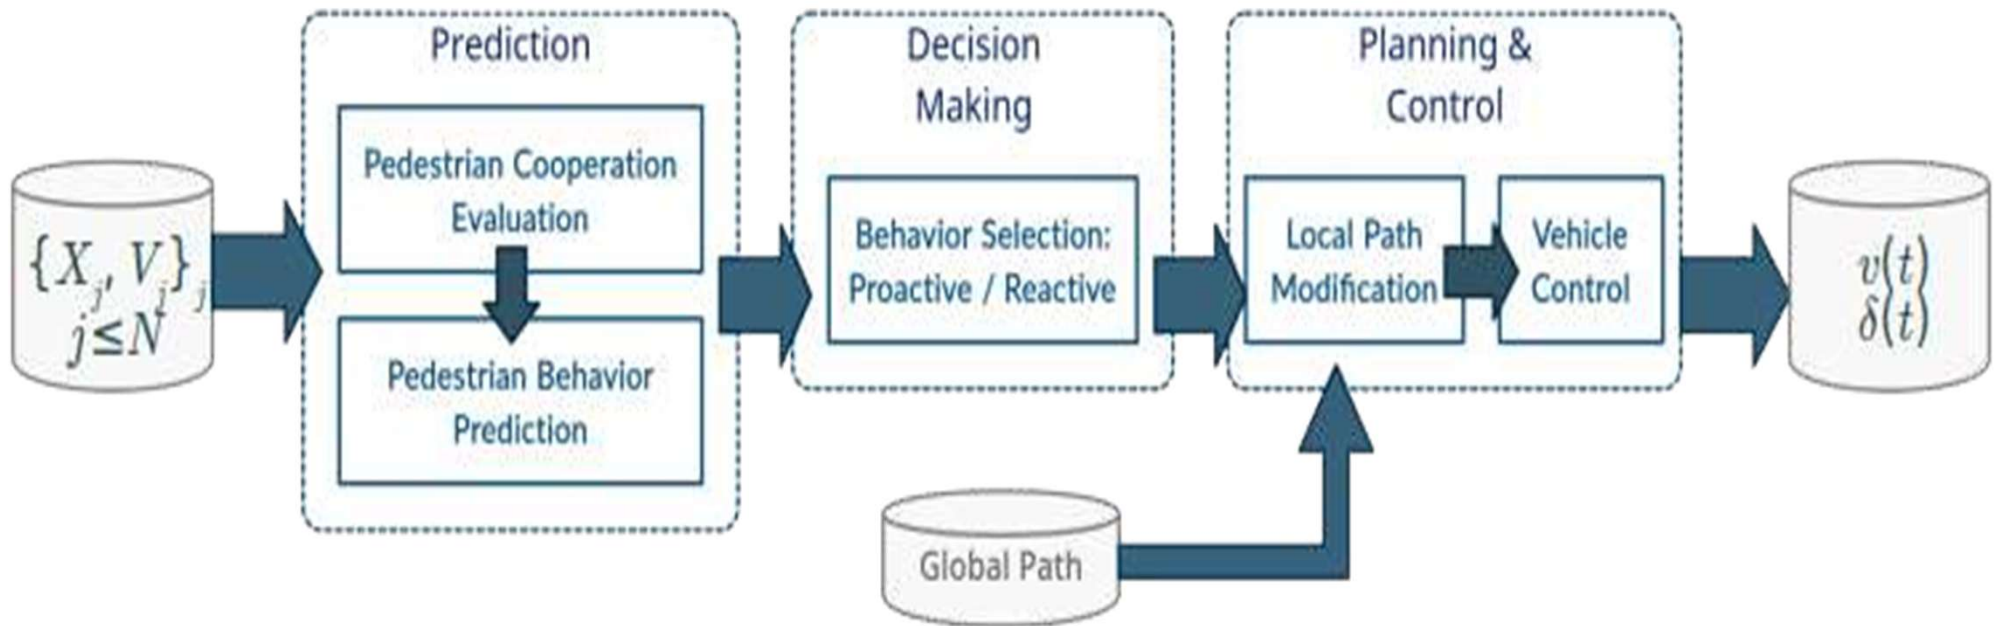 Prediction
Pedestrian Cooperation
Evaluation
Pedestrian Behavior
Prediction
Decision
Making
Behavior Selection:
Proactive / Reactive
Planning &
Control
Local Path
Modification
Vehicle
Control
{X_j, V_j}_j
j≤N
v(t)
δ(t)
Global Path